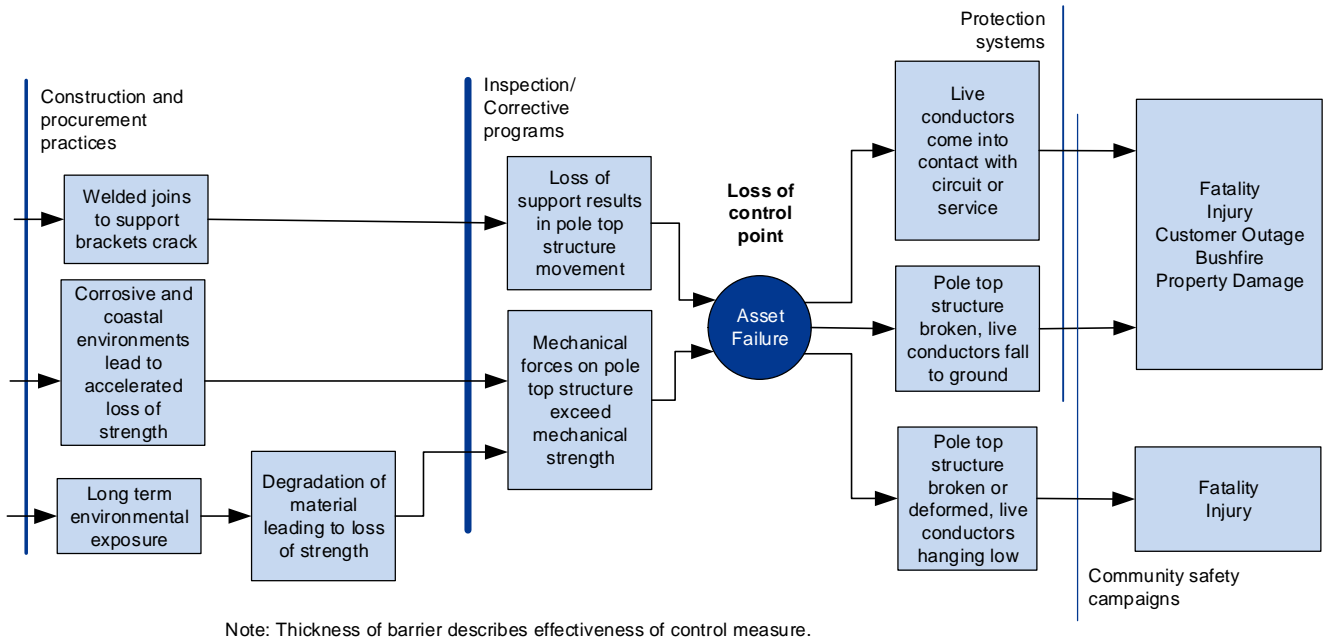 Construction and
procurement
practices
Welded joins
to support
brackets crack
Corrosive and
coastal
environments
lead to
accelerated
loss of
strength
Long term
environmental
exposure
Degradation of
material
leading to loss
of strength
Inspection/
Corrective
programs
Loss of
support results
in pole top
structure
movement
Mechanical
forces on pole
top structure
exceed
mechanical
strength
Loss of
control
point
Asset
Failure
Protection
systems
Live
conductors
come into
contact with
circuit or
service
Pole top
structure
broken, live
conductors fall
to ground
Pole top
structure
broken or
deformed, live
conductors
hanging low
Fatality
Injury
Customer Outage
Bushfire
Property Damage
Fatality
Injury
Community safety
campaigns
Note: Thickness of barrier describes effectiveness of control measure.